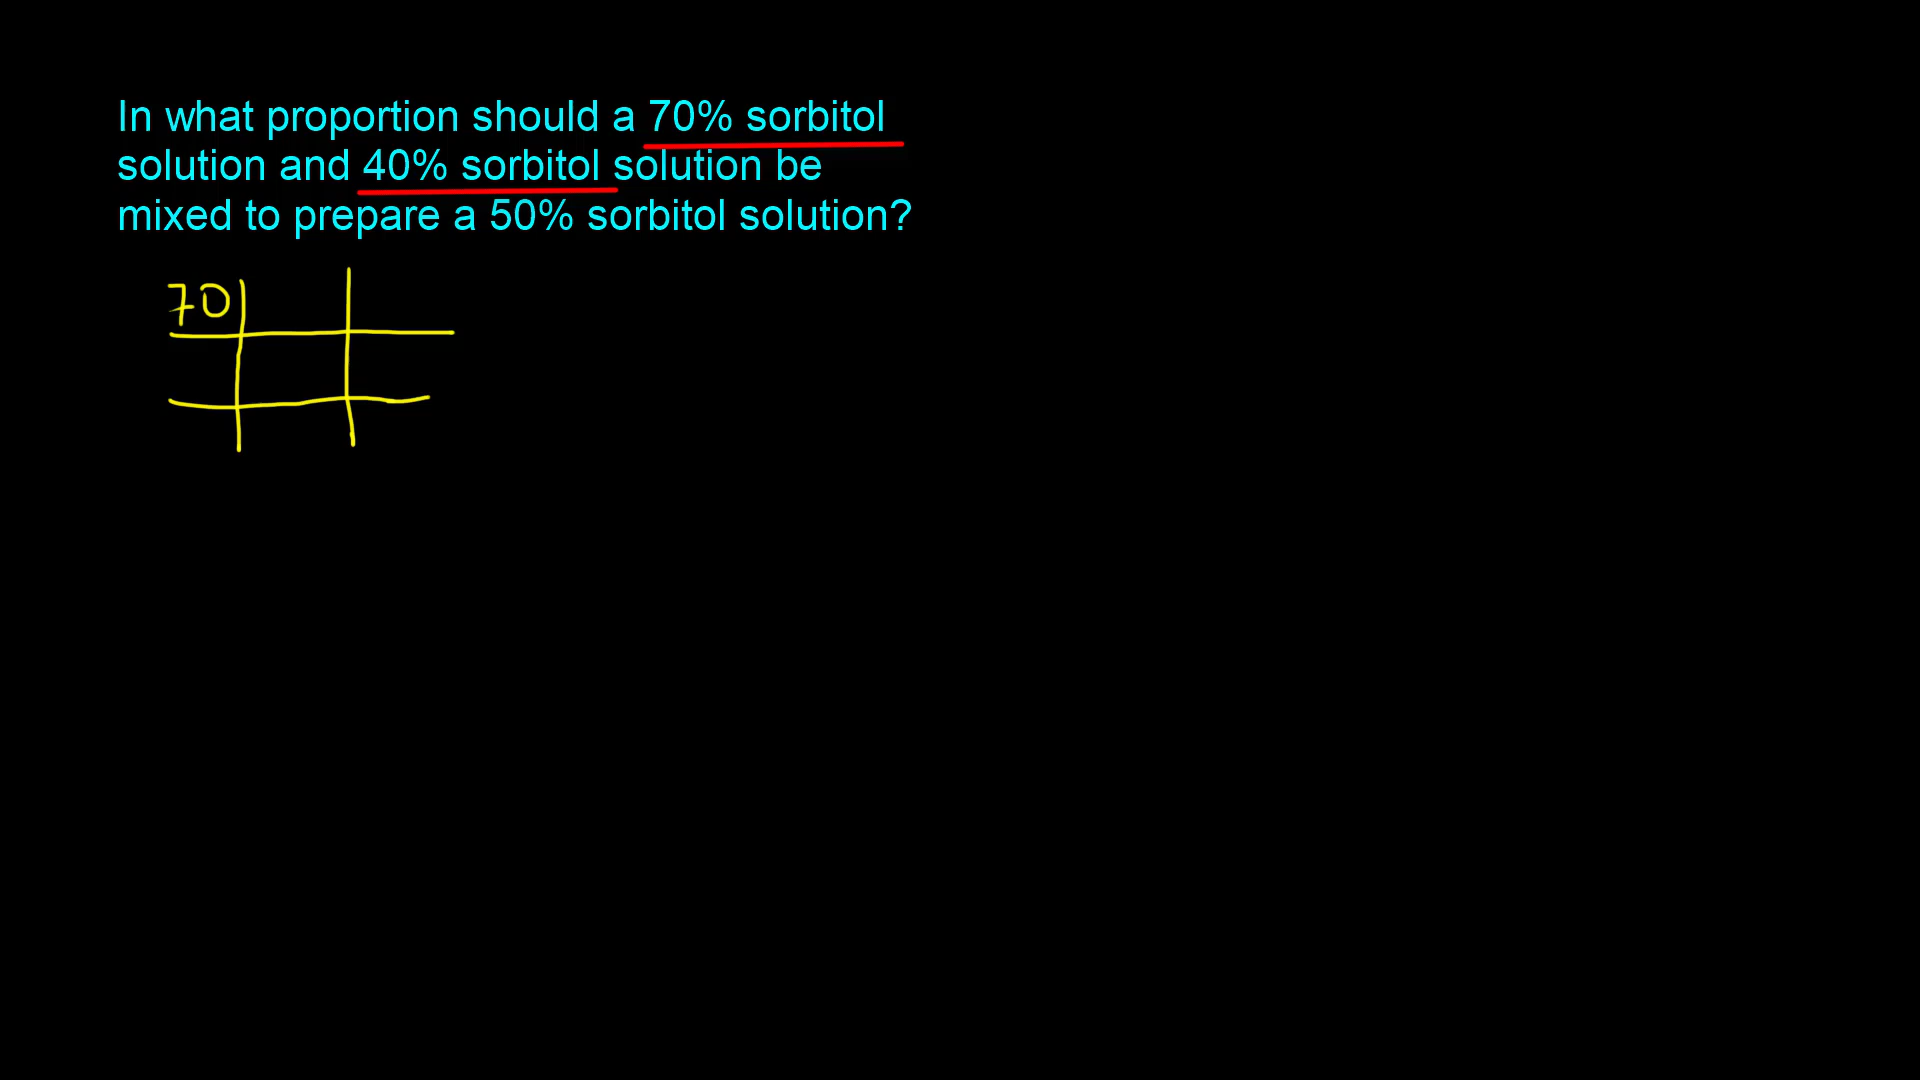 In what proportion should a 70% sorbitol
solution and 40% sorbitol solution be
mixed to prepare a 50% sorbitol solution?
70